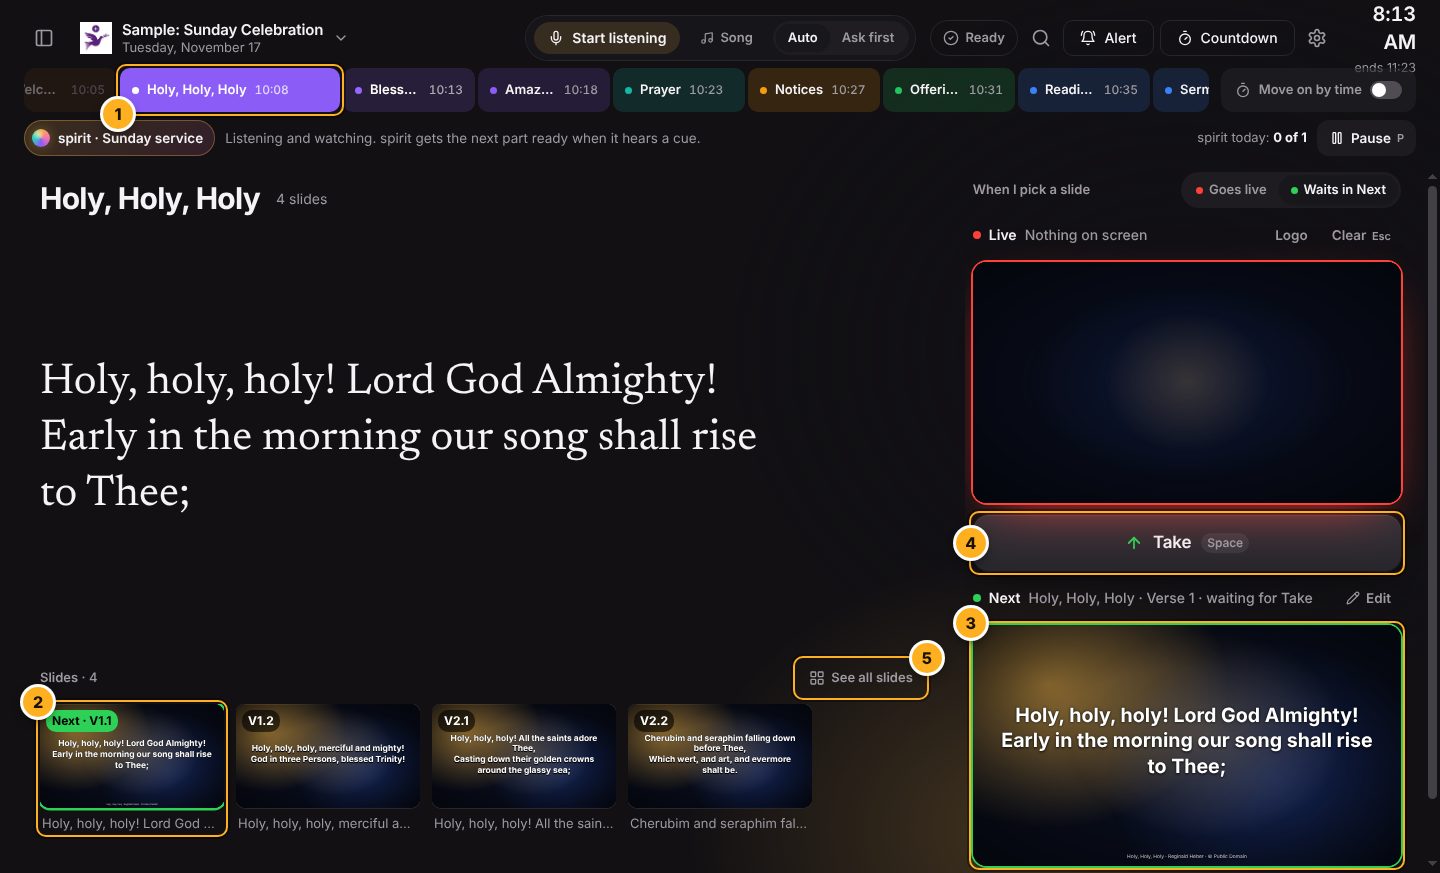 Sample: Sunday Celebration
Tuesday, November 17
Start listening
Song
Auto
Ask first
Ready
Alert
Countdown
8:13
AM
ends 11:23
elc... 10:05
Holy, Holy, Holy 10:08
Bless... 10:13
Amaz... 10:18
Prayer 10:23
Notices 10:27
Offeri... 10:31
Readi... 10:35
Serm
Move on by time
1
spirit · Sunday service
Listening and watching. spirit gets the next part ready when it hears a cue.
spirit today: 0 of 1
Pause P
Holy, Holy, Holy 4 slides
When I pick a slide
Goes live
Waits in Next
Live Nothing on screen
Logo
Clear Esc
Holy, holy, holy! Lord God Almighty!
Early in the morning our song shall rise
to Thee;
4
Take Space
Next Holy, Holy, Holy · Verse 1 · waiting for Take
Edit
3
Holy, holy, holy! Lord God Almighty!
Early in the morning our song shall rise
to Thee;
Holy, Holy, Holy · Reginald Heber · © Public Domain
Slides · 4
5
See all slides
2
Next · V1.1
Holy, holy, holy! Lord God Almighty!
Early in the morning our song shall rise
to Thee;
Holy, holy, holy! Lord God ...
V1.2
Holy, holy, holy, merciful and mighty!
God in three Persons, blessed Trinity!
Holy, holy, holy, merciful a...
V2.1
Holy, holy, holy! All the saints adore
Thee,
Casting down their golden crowns
around the glassy sea;
Holy, holy, holy! All the sain...
V2.2
Cherubim and seraphim falling down
before Thee,
Which wert, and art, and evermore
shalt be.
Cherubim and seraphim fal...